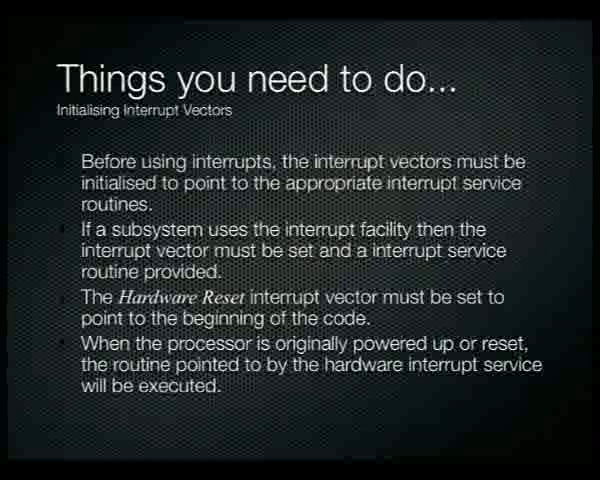 Things you need to do...
Initialising Interrupt Vectors
Before using interrupts, the interrupt vectors must be
initialised to point to the appropriate interrupt service
routines.
If a subsystem uses the interrupt facility then the
interrupt vector must be set and a interrupt service
routine provided.
The Hardware Reset interrupt vector must be set to
point to the beginning of the code.
When the processor is originally powered up or reset,
the routine pointed to by the hardware interrupt service
will be executed.